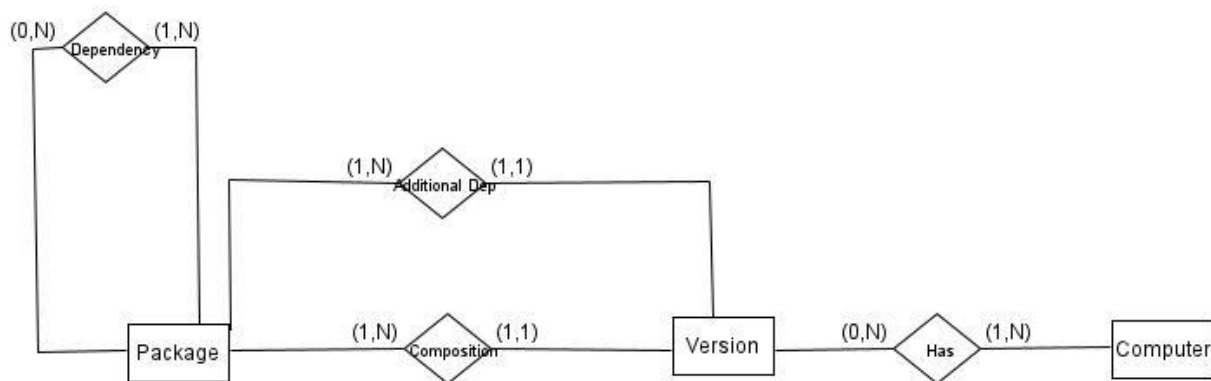 (0,N) Dependency (1,N)
(1,N) Additional Dep (1,1)
Package (1,N) Composition (1,1) Version (0,N) Has (1,N) Computer